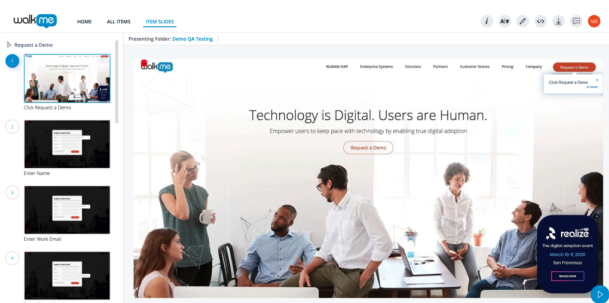 walkme
HOME
ALL ITEMS
ITEM SLIDES
Request a Demo
1
Click Request a Demo
2
Enter Name
3
Enter Work Email
4
Presenting Folder: Demo QA Testing
walkme
WalkMe DAP
Enterprise Systems
Solutions
Partners
Customer Stories
Pricing
Company
Request a Demo
Click Request a Demo
Technology is Digital. Users are Human.
Empower users to keep pace with technology by enabling true digital adoption
Request a Demo
realize
The digital adoption event
March 10-11, 2020
San Francisco